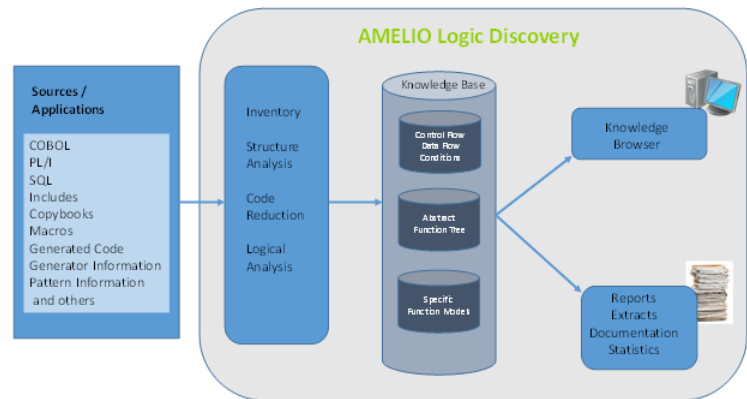 AMELIO Logic Discovery
Sources /
Applications
COBOL
PL/I
SQL
Includes
Copybooks
Macros
Generated Code
Generator Information
Pattern Information
and others
Inventory
Structure
Analysis
Code
Reduction
Logical
Analysis
Knowledge Base
Control Flow
Data Flow
Conditions
Abstract
Function Tree
Specific
Function Models
Knowledge
Browser
Reports
Extracts
Documentation
Statistics